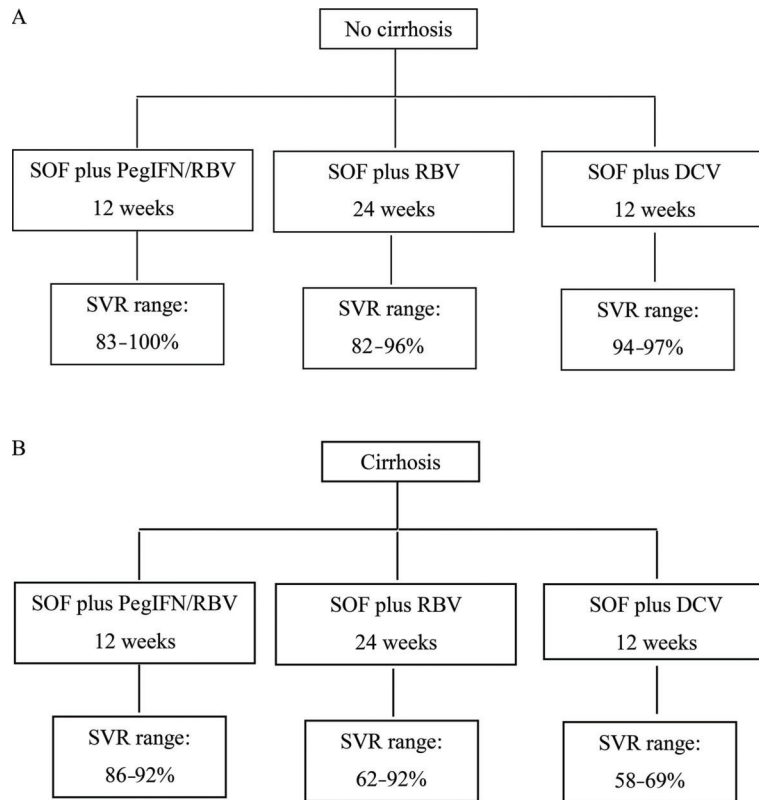 A
No cirrhosis
SOF plus PegIFN/RBV
12 weeks
SOF plus RBV
24 weeks
SOF plus DCV
12 weeks
SVR range:
83–100%
SVR range:
82–96%
SVR range:
94–97%
B
Cirrhosis
SOF plus PegIFN/RBV
12 weeks
SOF plus RBV
24 weeks
SOF plus DCV
12 weeks
SVR range:
86–92%
SVR range:
62–92%
SVR range:
58–69%